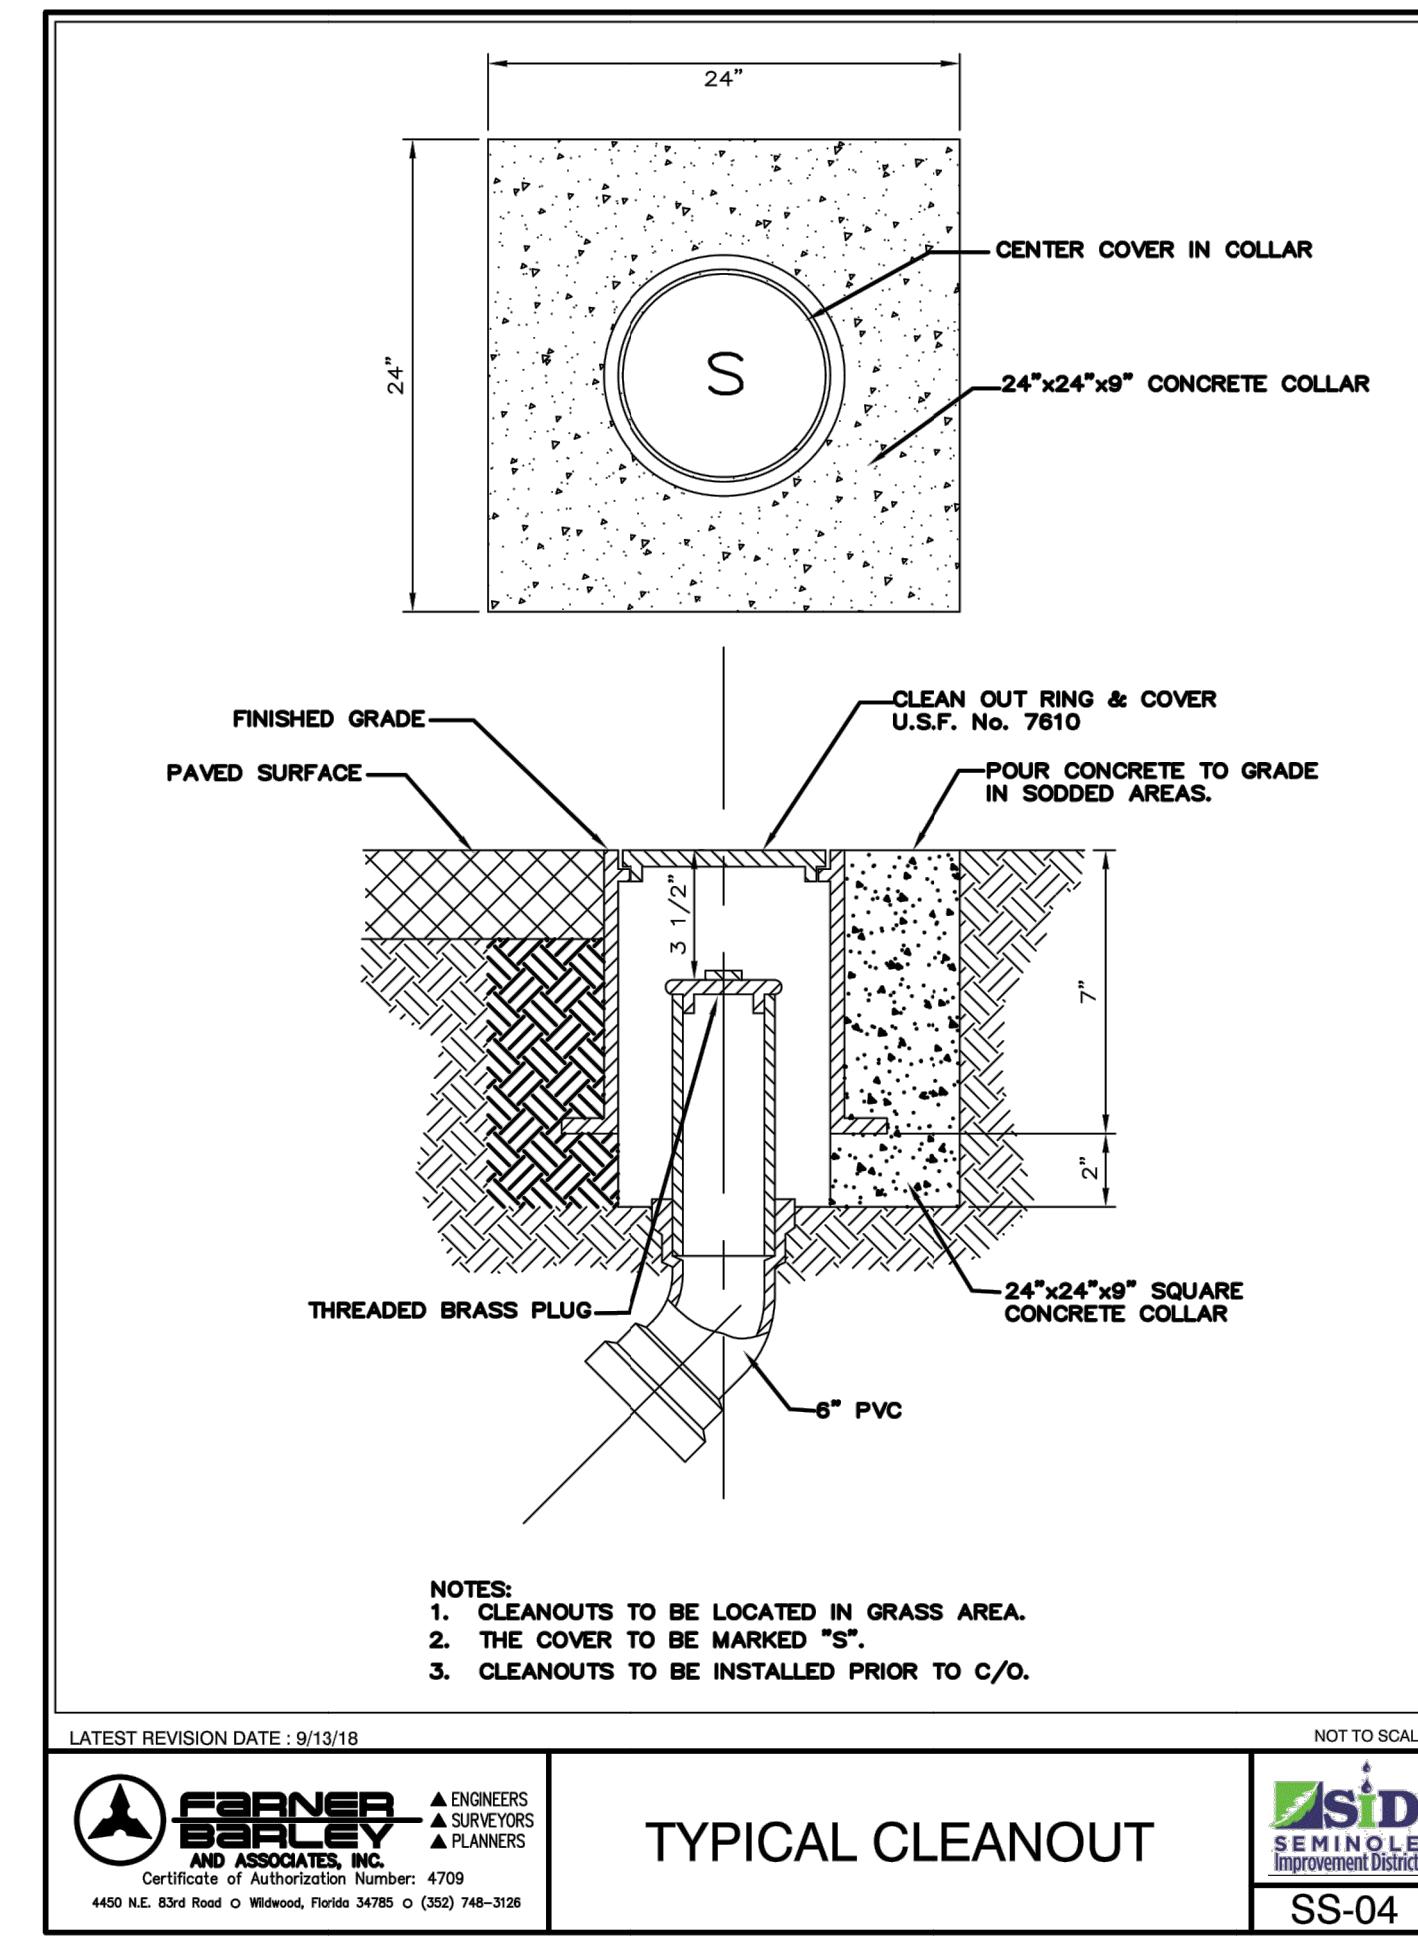 24"
24"
CENTER COVER IN COLLAR
S
24"x24"x9" CONCRETE COLLAR
CLEAN OUT RING & COVER
U.S.F. No. 7610
FINISHED GRADE
PAVED SURFACE
POUR CONCRETE TO GRADE
IN SODDED AREAS.
3 1/2"
7"
2"
24"x24"x9" SQUARE
CONCRETE COLLAR
THREADED BRASS PLUG
6" PVC
NOTES:
1. CLEANOUTS TO BE LOCATED IN GRASS AREA.
2. THE COVER TO BE MARKED "S".
3. CLEANOUTS TO BE INSTALLED PRIOR TO C/O.
LATEST REVISION DATE : 9/13/18
NOT TO SCAL
FARNER
BARLEY
AND ASSOCIATES, INC.
ENGINEERS
SURVEYORS
PLANNERS
Certificate of Authorization Number: 4709
4450 N.E. 83rd Road o Wildwood, Florida 34785 o (352) 748-3126
TYPICAL CLEANOUT
SID
SEMINOLE
Improvement District
SS-04